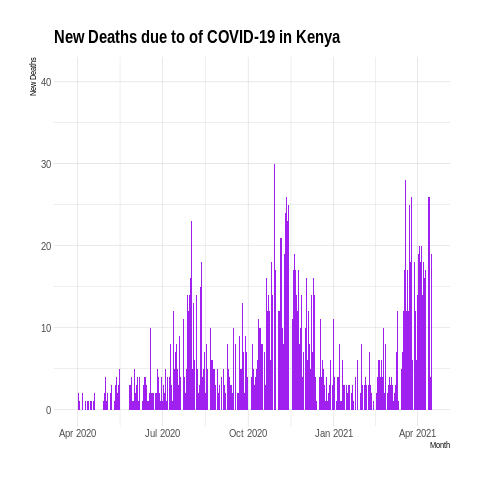 New Deaths due to of COVID-19 in Kenya
New Deaths
40
30
20
10
0
Apr 2020
Jul 2020
Oct 2020
Jan 2021
Apr 2021
Month